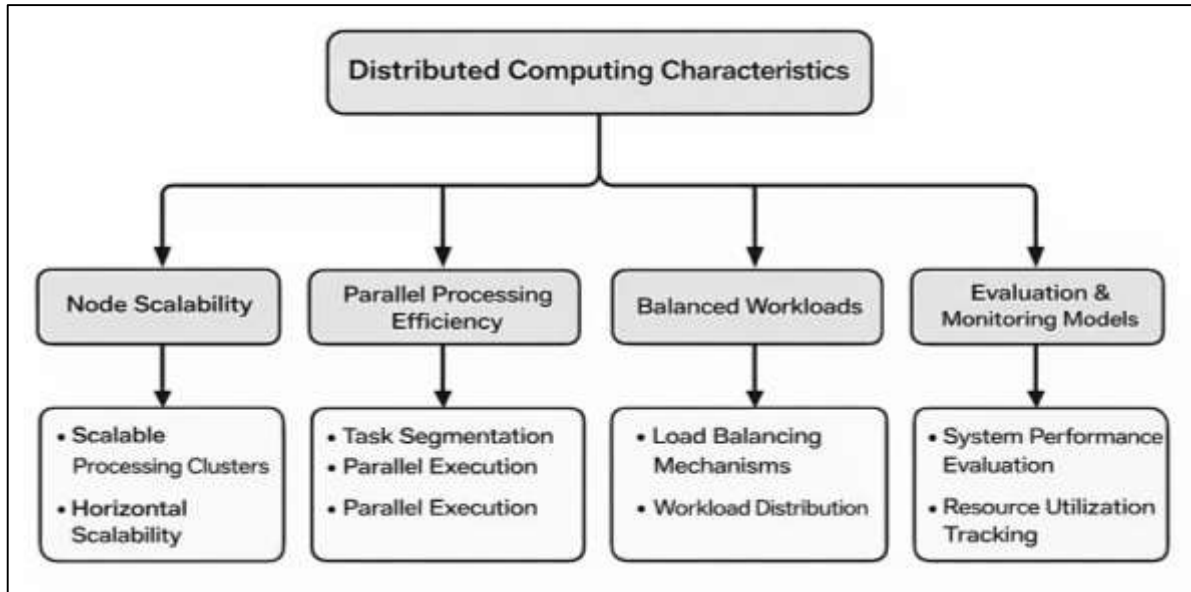 Distributed Computing Characteristics
Node Scalability
• Scalable
Processing Clusters
• Horizontal
Scalability
Parallel Processing
Efficiency
• Task Segmentation
• Parallel Execution
• Parallel Execution
Balanced Workloads
• Load Balancing
Mechanisms
• Workload Distribution
Evaluation &
Monitoring Models
• System Performance
Evaluation
• Resource Utilization
Tracking